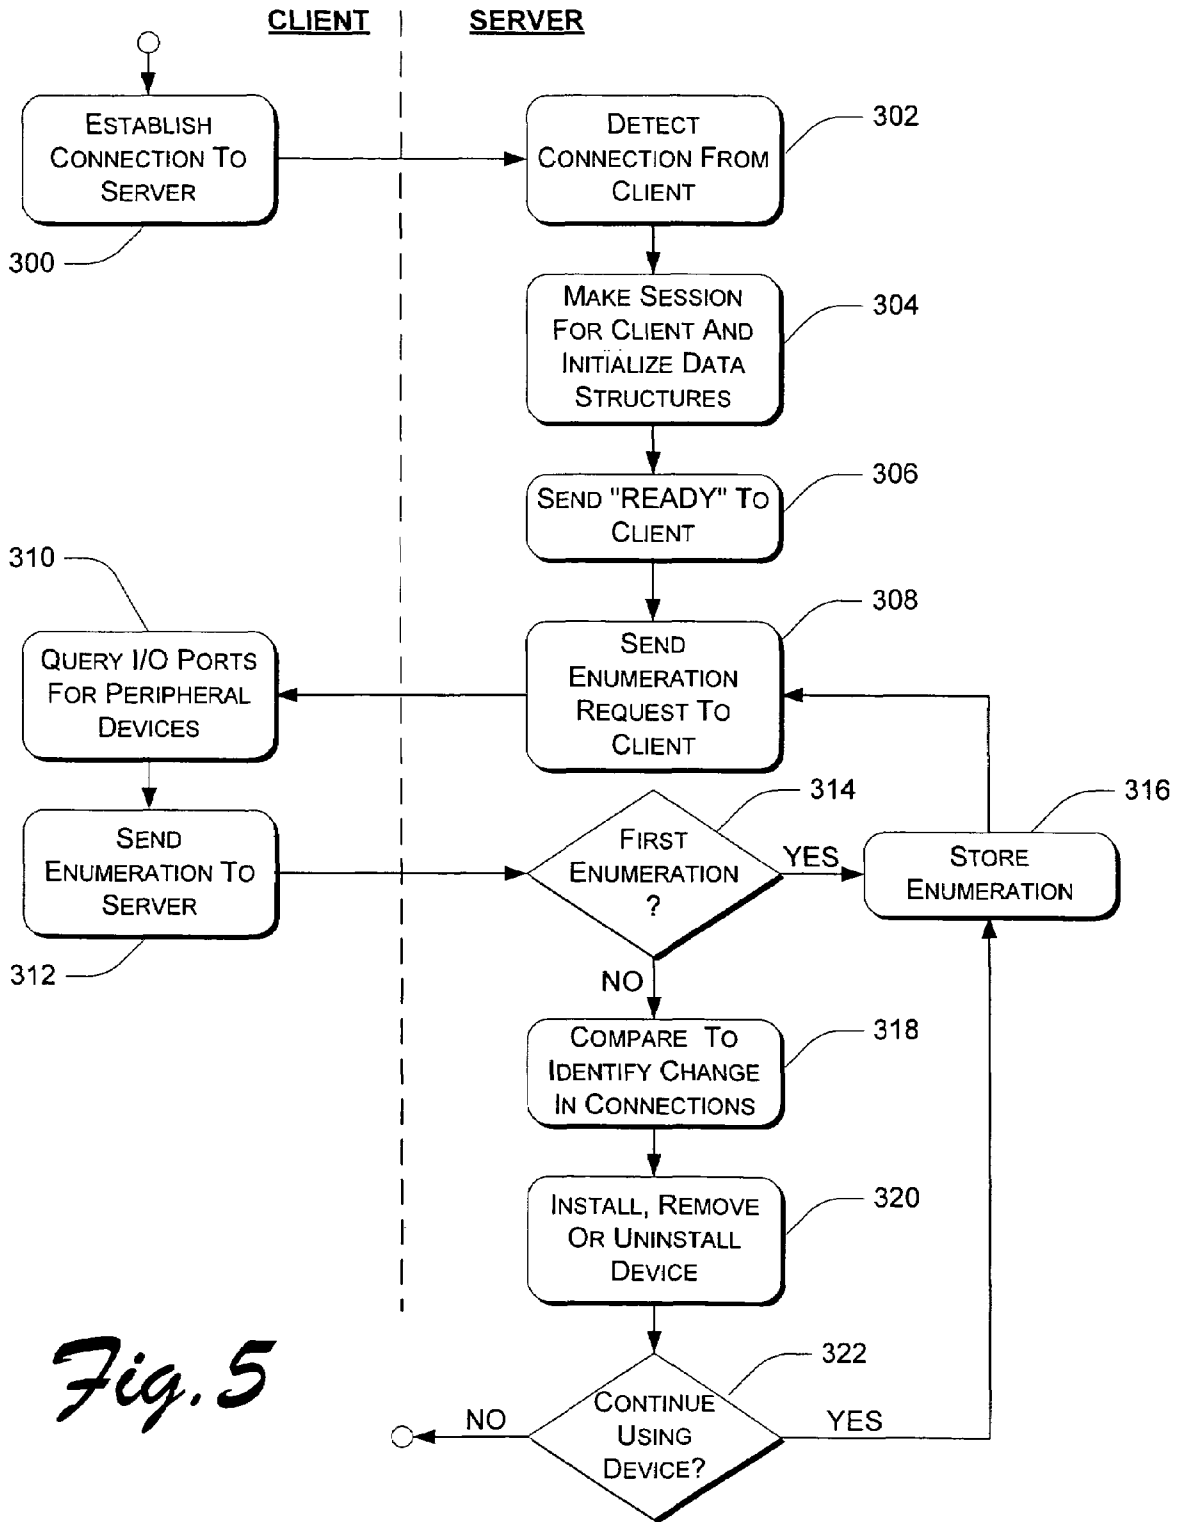 CLIENT
SERVER
ESTABLISH
CONNECTION TO
SERVER
300
DETECT
CONNECTION FROM
CLIENT
302
MAKE SESSION
FOR CLIENT AND
INITIALIZE DATA
STRUCTURES
304
SEND "READY" TO
CLIENT
306
SEND
ENUMERATION
REQUEST TO
CLIENT
308
310
QUERY I/O PORTS
FOR PERIPHERAL
DEVICES
SEND
ENUMERATION TO
SERVER
312
FIRST
ENUMERATION
?
314
YES
NO
316
STORE
ENUMERATION
COMPARE TO
IDENTIFY CHANGE
IN CONNECTIONS
318
INSTALL, REMOVE
OR UNINSTALL
DEVICE
320
CONTINUE
USING
DEVICE?
322
NO
YES
Fig. 5